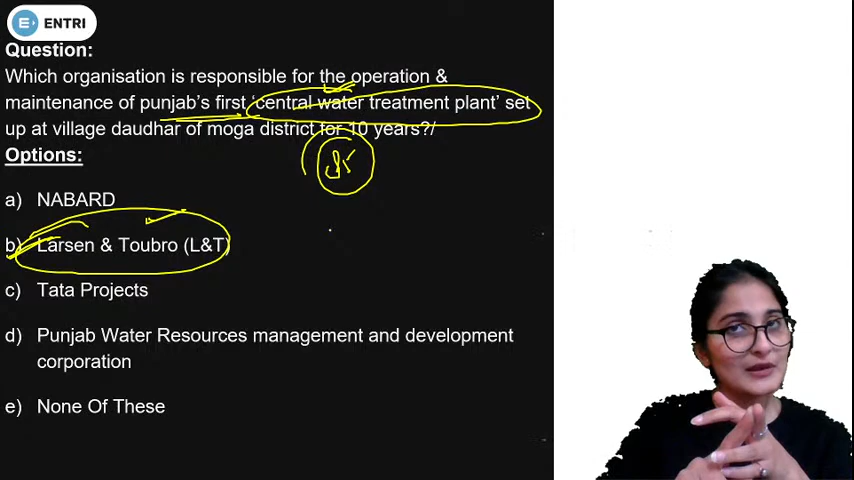 ENTRI
Question:
Which organisation is responsible for the operation &
maintenance of punjab's first 'central water treatment plant' set
up at village daudhar of moga district for 10 years?/
Options:
a) NABARD
b) Larsen & Toubro (L&T)
c) Tata Projects
d) Punjab Water Resources management and development
corporation
e) None Of These